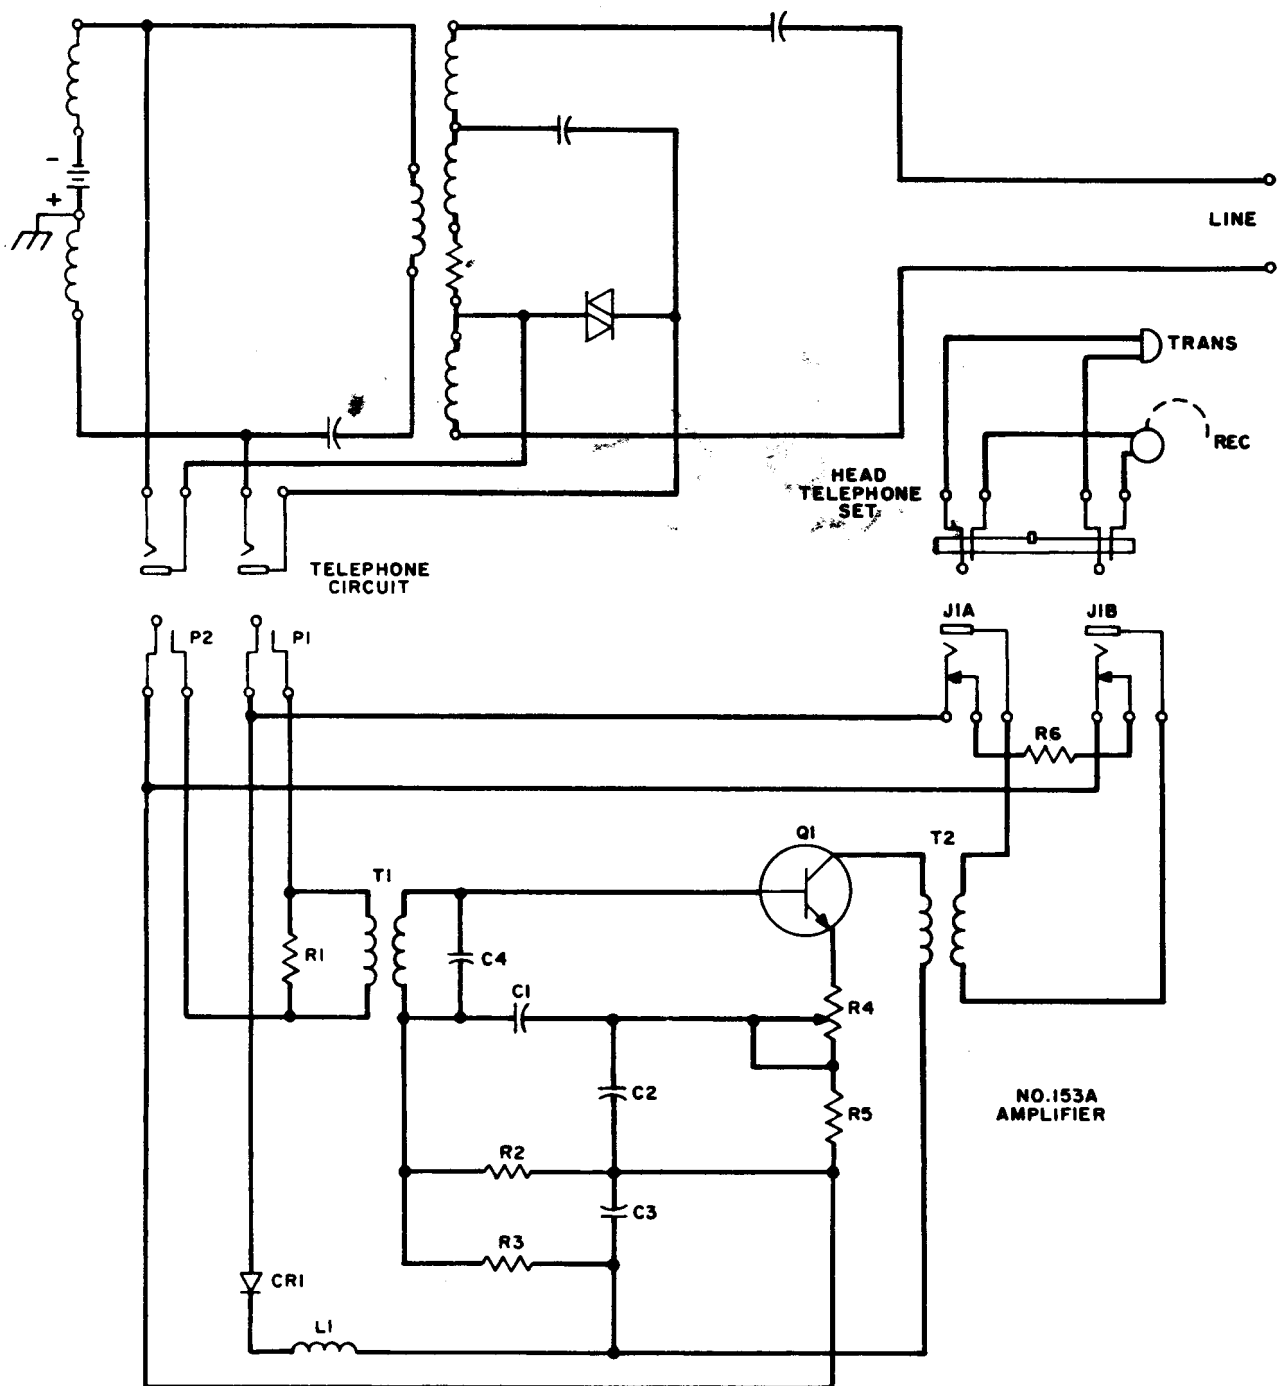 -
+
LINE
TRANS
REC
HEAD
TELEPHONE
SET
TELEPHONE
CIRCUIT
P2
P1
J1A
J1B
R6
Q1
T2
T1
R1
C4
C1
R4
C2
R5
NO.153A
AMPLIFIER
R2
C3
R3
CR1
L1